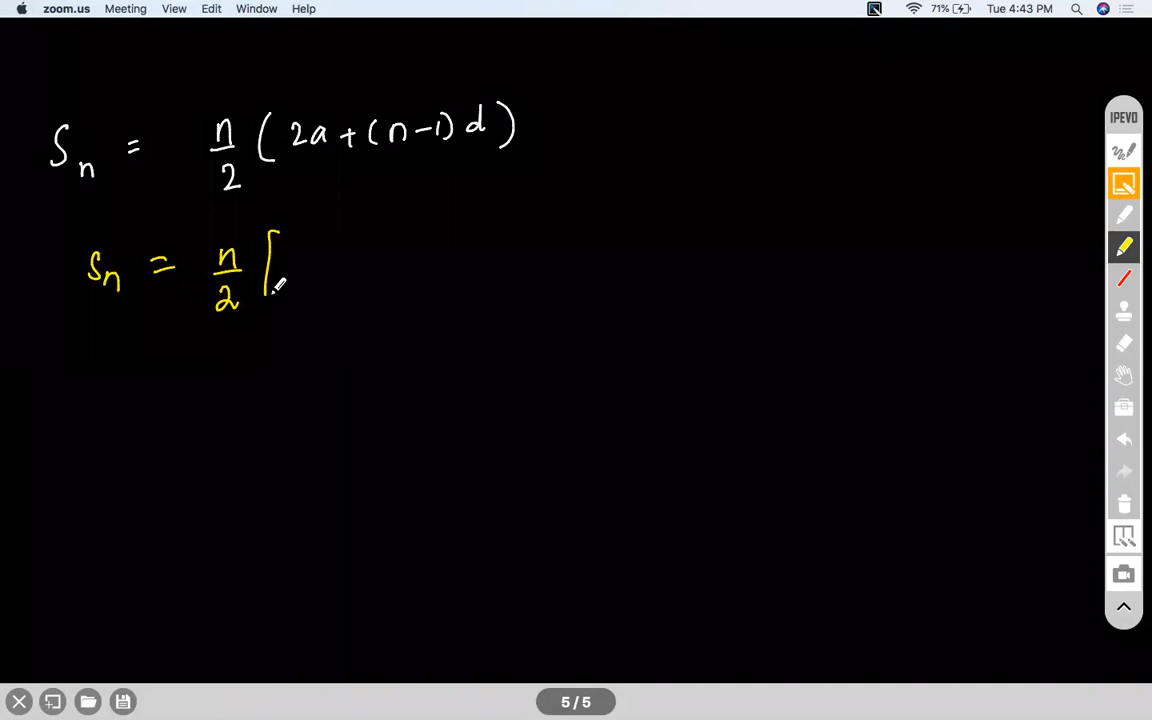 zoom.us Meeting View Edit Window Help 71% Tue 4:43 PM
IPEVO
Sn = n/2 (2a + (n-1) d)
Sn = n/2 [
5 / 5